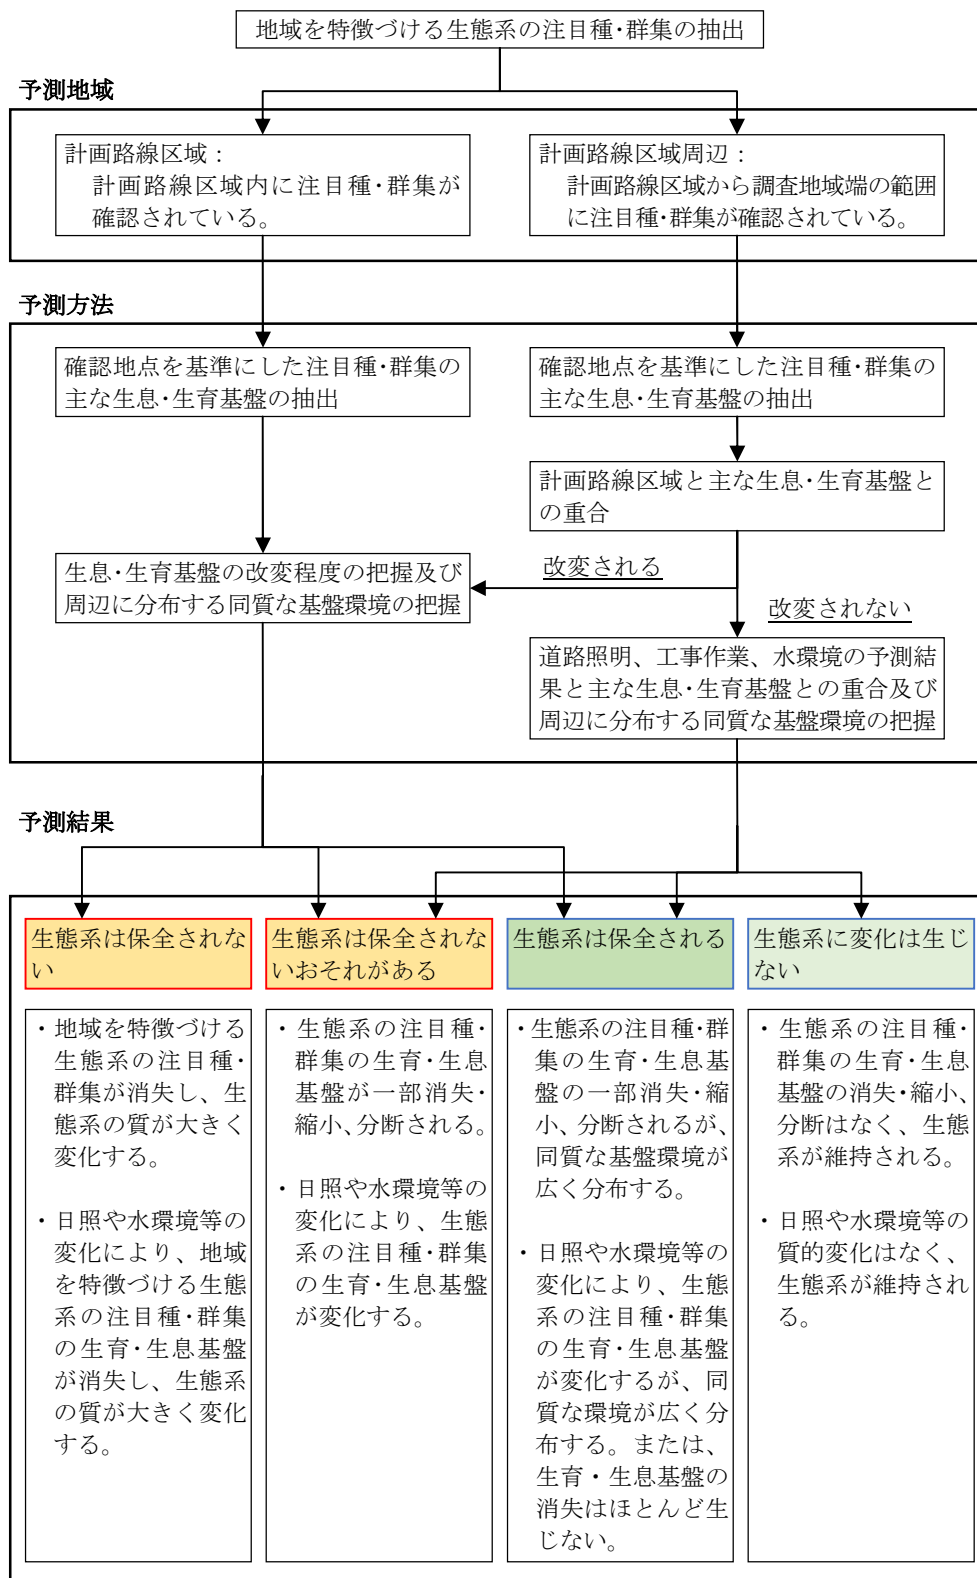 地域を特徴づける生態系の注目種・群集の抽出
予測地域
計画路線区域：
計画路線区域内に注目種・群集が
確認されている。
計画路線区域周辺：
計画路線区域から調査地域端の範囲
に注目種・群集が確認されている。
予測方法
確認地点を基準にした注目種・群集の
主な生息・生育基盤の抽出
確認地点を基準にした注目種・群集の
主な生息・生育基盤の抽出
計画路線区域と主な生息・生育基盤と
の重合
改変される
生息・生育基盤の改変程度の把握及び
周辺に分布する同質な基盤環境の把握
改変されない
道路照明、工事作業、水環境の予測結
果と主な生息・生育基盤との重合及び
周辺に分布する同質な基盤環境の把握
予測結果
生態系は保全されな
い
生態系は保全されな
いおそれがある
生態系は保全される
生態系に変化は生じ
ない
・地域を特徴づける
生態系の注目種・
群集が消失し、生
態系の質が大きく
変化する。
・日照や水環境等の
変化により、地域
を特徴づける生態
系の注目種・群集
の生育・生息基盤
が消失し、生態系
の質が大きく変化
する。
・生態系の注目種・
群集の生育・生息
基盤が一部消失・
縮小、分断される。
・日照や水環境等の
変化により、生態
系の注目種・群集
の生育・生息基盤
が変化する。
・生態系の注目種・群
集の生育・生息基
盤の一部消失・縮
小、分断されるが、
同質な基盤環境が
広く分布する。
・日照や水環境等の
変化により、生態
系の注目種・群集
の生育・生息基盤
が変化するが、同
質な環境が広く分
布する。または、
生育・生息基盤の
消失はほとんど生
じない。
・生態系の注目種・
群集の生育・生息
基盤の消失・縮小、
分断はなく、生態
系が維持される。
・日照や水環境等の
質的変化はなく、
生態系が維持され
る。